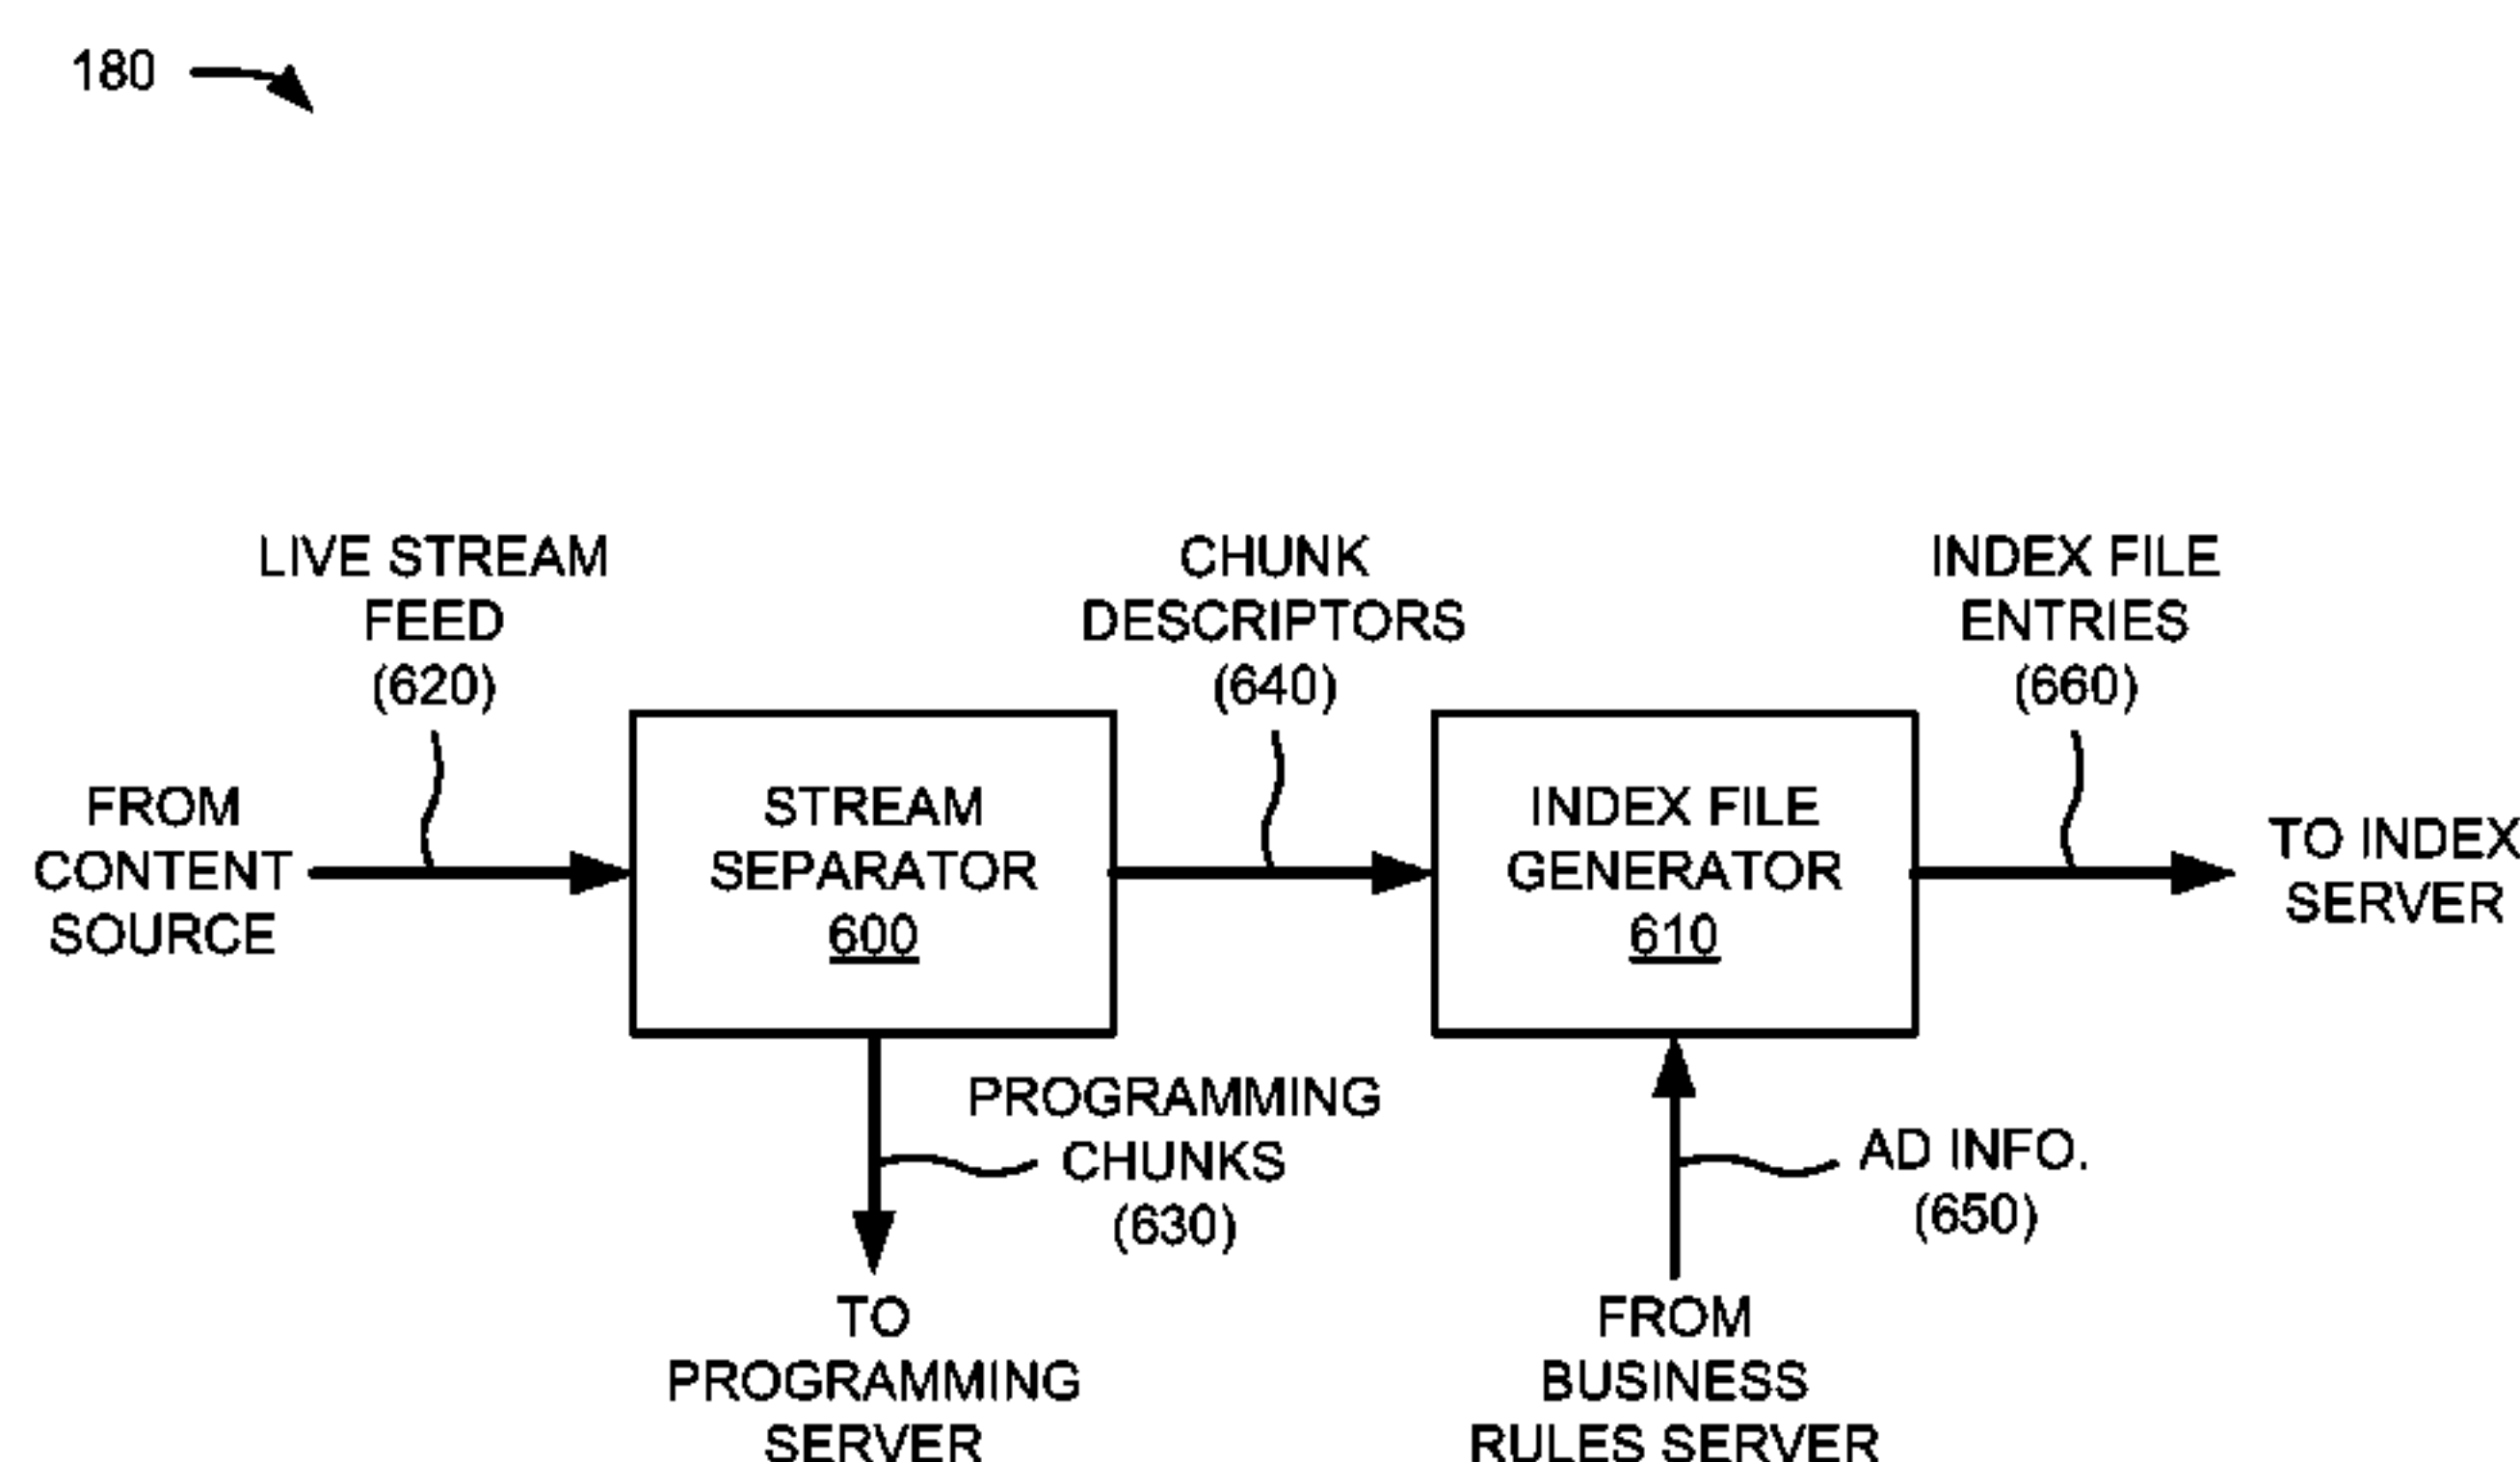 180
LIVE STREAM
FEED
(620)
CHUNK
DESCRIPTORS
(640)
INDEX FILE
ENTRIES
(660)
FROM
CONTENT
SOURCE
STREAM
SEPARATOR
600
INDEX FILE
GENERATOR
610
TO INDEX
SERVER
PROGRAMMING
CHUNKS
(630)
AD INFO.
(650)
TO
PROGRAMMING
SERVER
FROM
BUSINESS
RULES SERVER